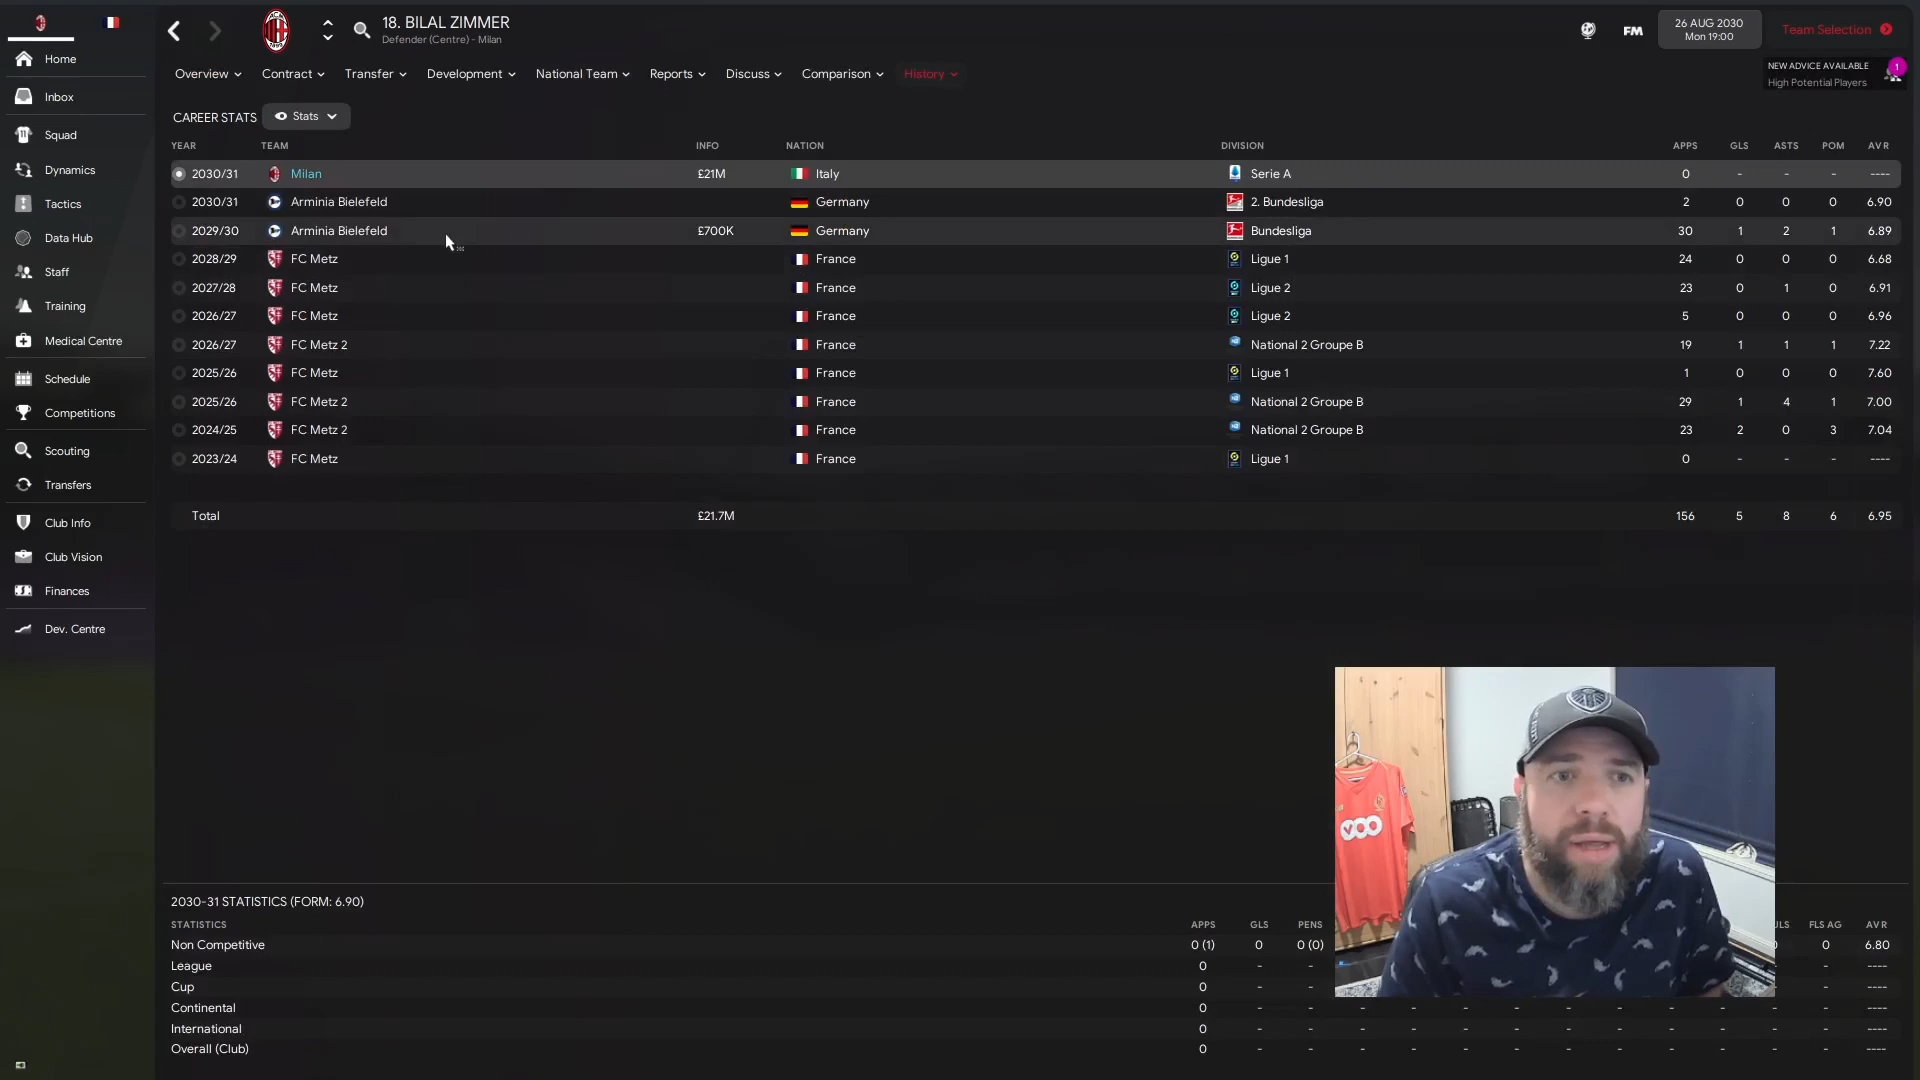 18. BILAL ZIMMER
Defender (Centre) - Milan
FM
26 AUG 2030
Mon 19:00
Team Selection
Home
Inbox
Squad
Dynamics
Tactics
Data Hub
Staff
Training
Medical Centre
Schedule
Competitions
Scouting
Transfers
Club Info
Club Vision
Finances
Dev. Centre
Overview Contract Transfer Development National Team Reports Discuss Comparison History
NEW ADVICE AVAILABLE 1
High Potential Players
CAREER STATS Stats
YEAR TEAM INFO NATION DIVISION APPS GLS ASTS POM AV R
2030/31 Milan £21M Italy Serie A 0 - - - ----
2030/31 Arminia Bielefeld Germany 2. Bundesliga 2 0 0 0 6.90
2029/30 Arminia Bielefeld £700K Germany Bundesliga 30 1 2 1 6.89
2028/29 FC Metz France Ligue 1 24 0 0 0 6.68
2027/28 FC Metz France Ligue 2 23 0 1 0 6.91
2026/27 FC Metz France Ligue 2 5 0 0 0 6.96
2026/27 FC Metz 2 France National 2 Groupe B 19 1 1 1 7.22
2025/26 FC Metz France Ligue 1 1 0 0 0 7.60
2025/26 FC Metz 2 France National 2 Groupe B 29 1 4 1 7.00
2024/25 FC Metz 2 France National 2 Groupe B 23 2 0 3 7.04
2023/24 FC Metz France Ligue 1 0 - - - ----
Total £21.7M 156 5 8 6 6.95
VOO
2030-31 STATISTICS (FORM: 6.90)
STATISTICS APPS GLS PENS FLS AG AV R
Non Competitive 0 (1) 0 0 (0) 0 6.80
League 0 - - - ----
Cup 0 - - - ----
Continental 0 - - - - - - - - - - - - ----
International 0 - - - - - - - - - - - - ----
Overall (Club) 0 - - - - - - - - - - - - ----